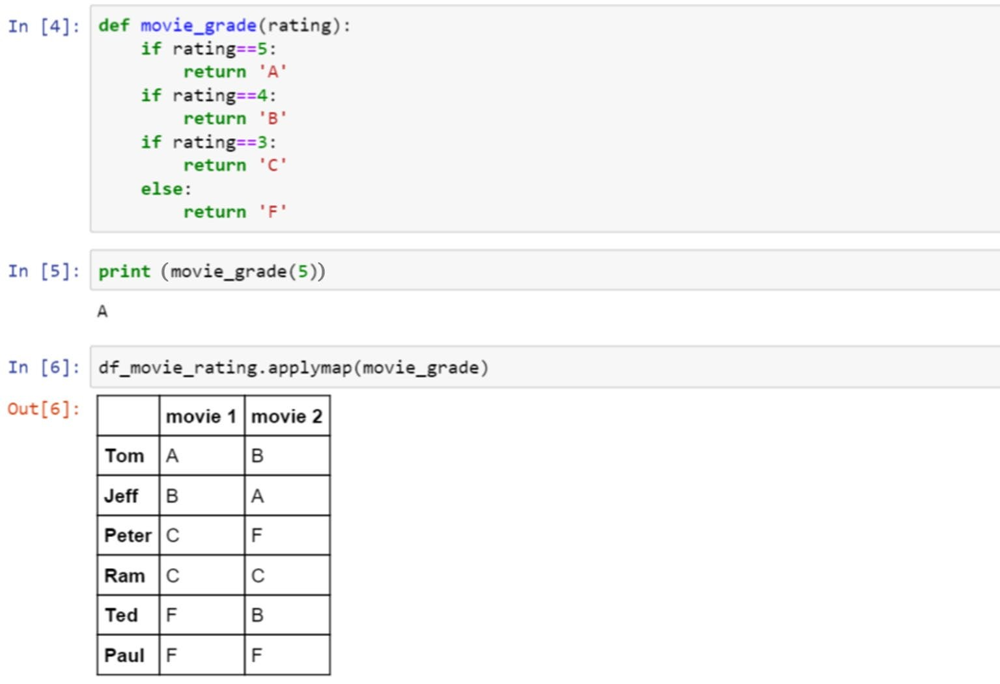 In [4]: def movie_grade(rating):
    if rating==5:
        return 'A'
    if rating==4:
        return 'B'
    if rating==3:
        return 'C'
    else:
        return 'F'
In [5]: print (movie_grade(5))
A
In [6]: df_movie_rating.applymap(movie_grade)
Out[6]:
movie 1 movie 2
Tom A B
Jeff B A
Peter C F
Ram C C
Ted F B
Paul F F